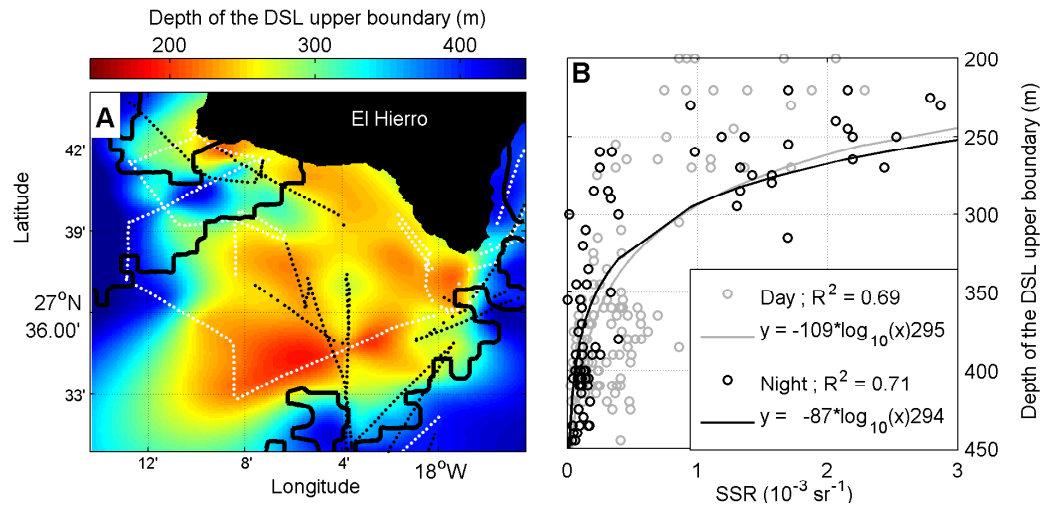 Depth of the DSL upper boundary (m)
200 300 400
A
El Hierro
42'
39'
27°N
36.00'
33'
Latitude
12' 8' 4' 18°W
Longitude
B
200
250
300
350
400
450
Depth of the DSL upper boundary (m)
Day ; R² = 0.69
y = -109*log₁₀(x)295
Night ; R² = 0.71
y = -87*log₁₀(x)294
0 1 2 3
SSR (10⁻³ sr⁻¹)